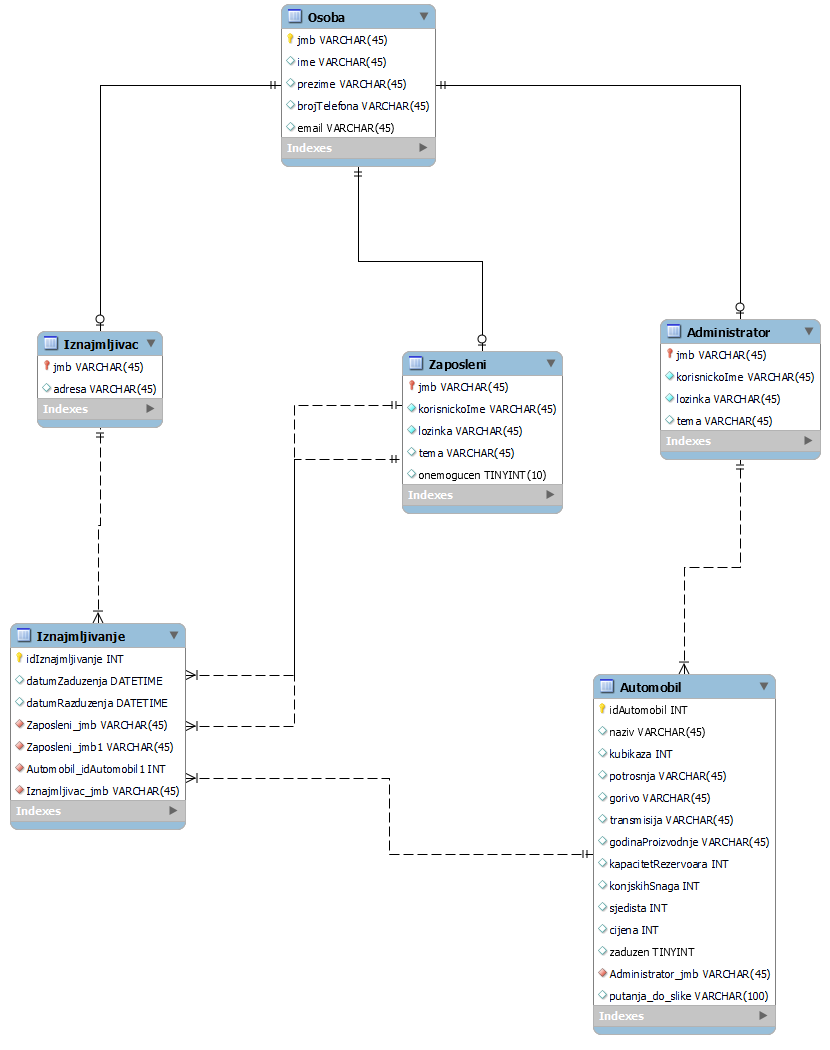 Osoba
jmb VARCHAR(45)
ime VARCHAR(45)
prezime VARCHAR(45)
brojTelefona VARCHAR(45)
email VARCHAR(45)
Indexes
Iznajmljivac
jmb VARCHAR(45)
adresa VARCHAR(45)
Indexes
Zaposleni
jmb VARCHAR(45)
korisnickoIme VARCHAR(45)
lozinka VARCHAR(45)
tema VARCHAR(45)
onemogucen TINYINT(10)
Indexes
Administrator
jmb VARCHAR(45)
korisnickoIme VARCHAR(45)
lozinka VARCHAR(45)
tema VARCHAR(45)
Indexes
Iznajmljivanje
idIznajmljivanje INT
datumZaduzenja DATETIME
datumRazduzenja DATETIME
Zaposleni_jmb VARCHAR(45)
Zaposleni_jmb1 VARCHAR(45)
Automobil_idAutomobil1 INT
Iznajmljivac_jmb VARCHAR(45)
Indexes
Automobil
idAutomobil INT
naziv VARCHAR(45)
kubikaza INT
potrosnja VARCHAR(45)
gorivo VARCHAR(45)
transmisija VARCHAR(45)
godinaProizvodnje VARCHAR(45)
kapacitetRezervoara INT
konjskihSnaga INT
sjedista INT
cijena INT
zaduzen TINYINT
Administrator_jmb VARCHAR(45)
putanja_do_slike VARCHAR(100)
Indexes